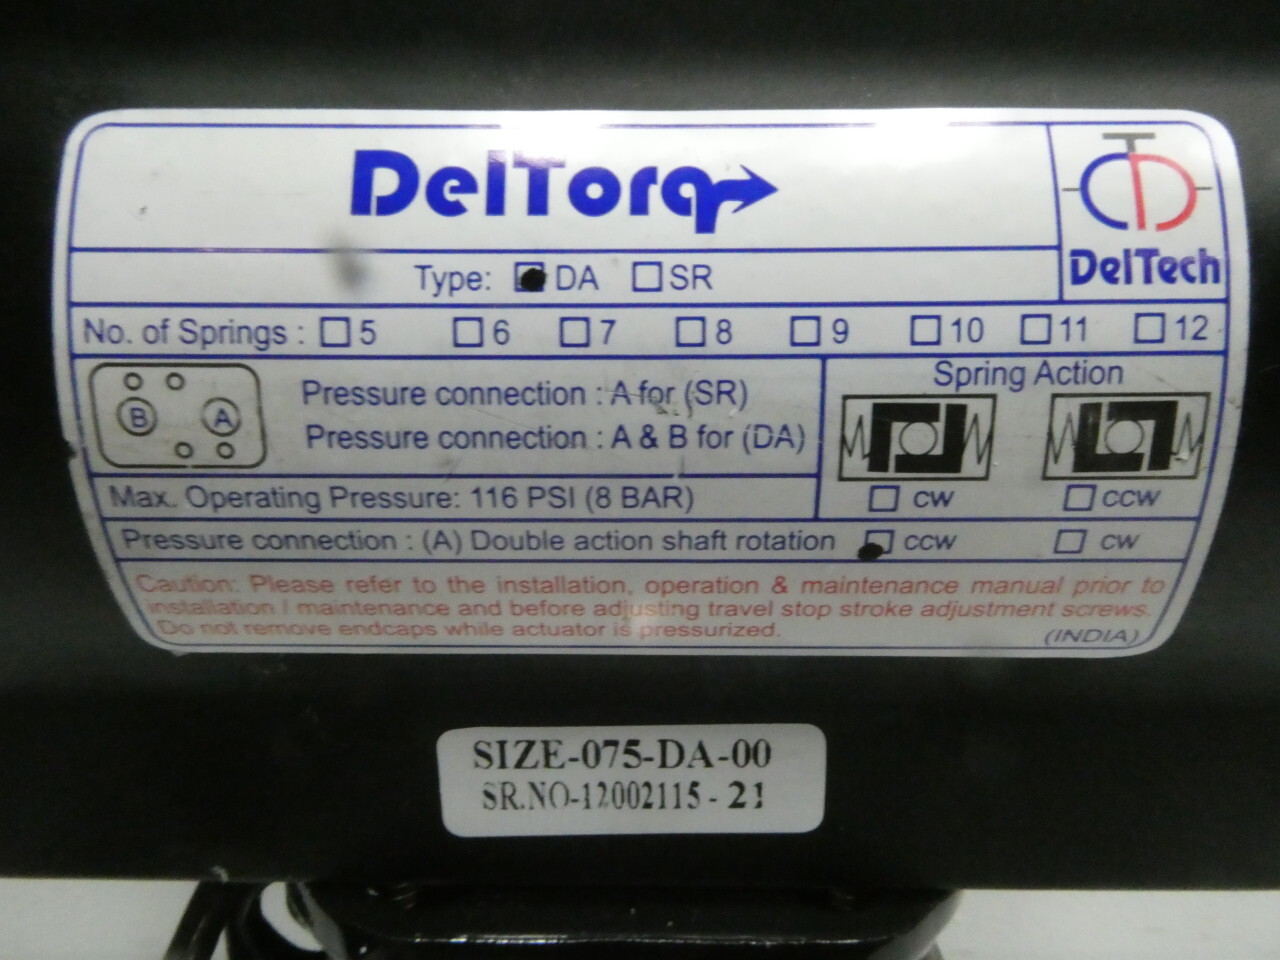 DelTorq
DelTech
Type: DA SR
No. of Springs : 5 6 7 8 9 10 11 12
B A
Pressure connection : A for (SR)
Pressure connection : A & B for (DA)
Spring Action
CW CCW
Max. Operating Pressure: 116 PSI (8 BAR)
Pressure connection : (A) Double action shaft rotation CCW CW
Caution: Please refer to the installation, operation & maintenance manual prior to
installation / maintenance and before adjusting travel stop stroke adjustment screws.
Do not remove endcaps while actuator is pressurized.
(INDIA)
SIZE-075-DA-00
SR.NO-12002115 - 21